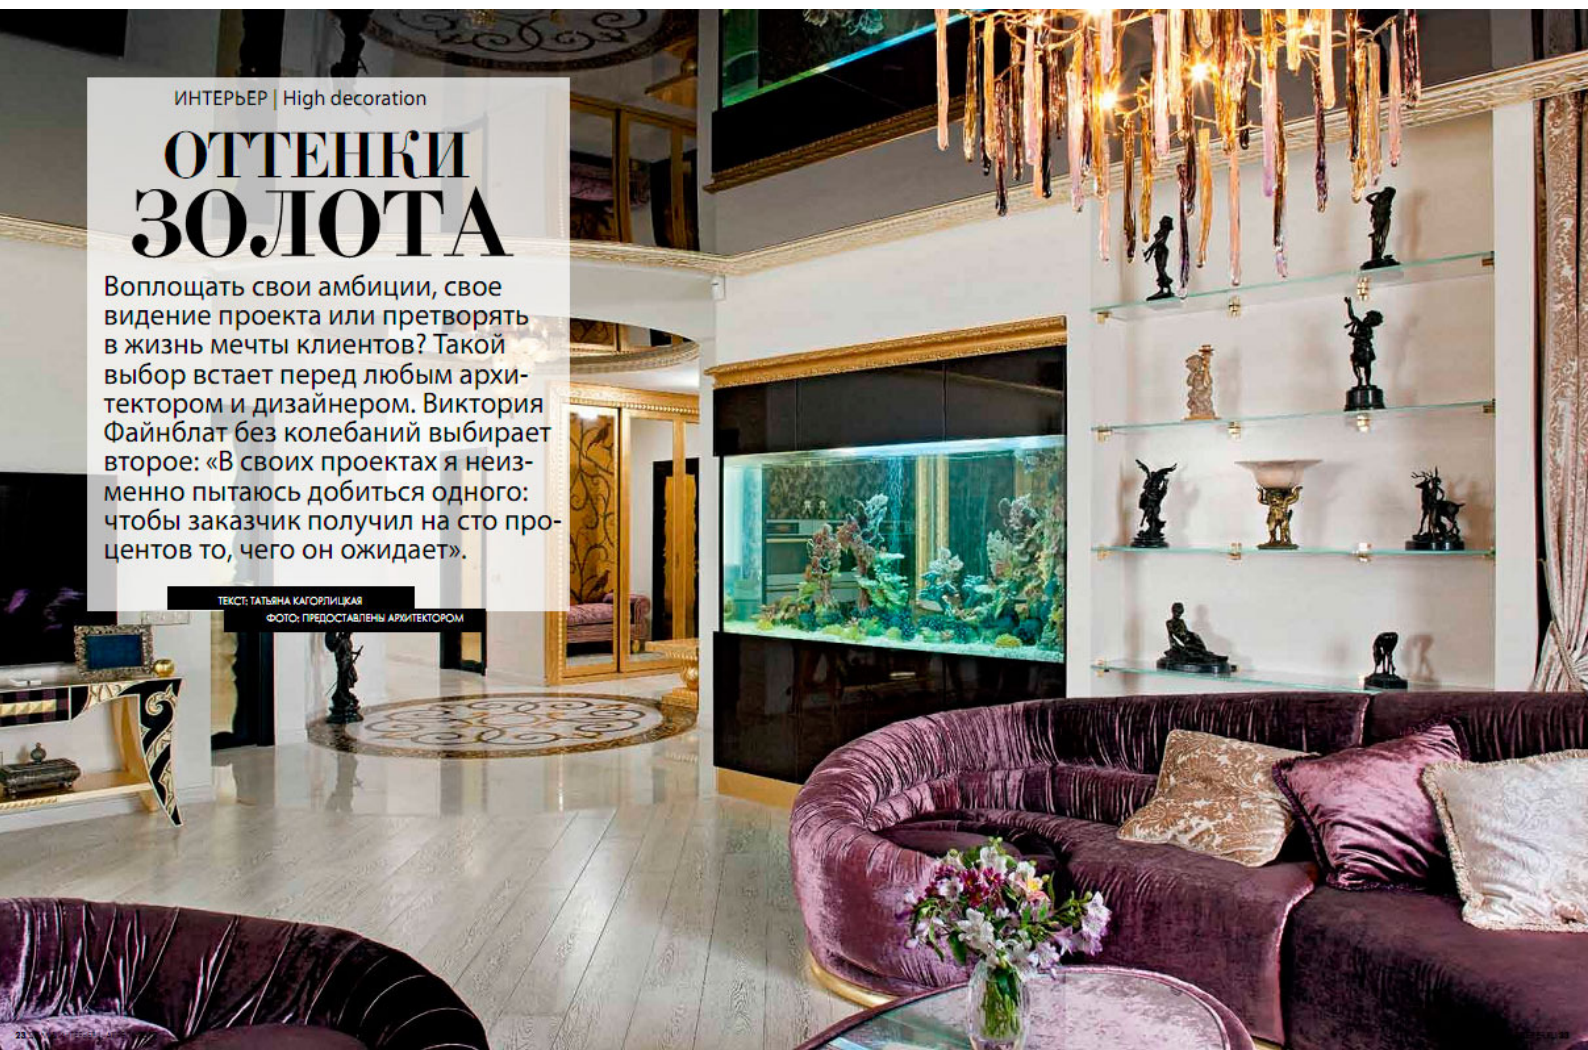 ИНТЕРЬЕР | High decoration
ОТТЕНКИ
ЗОЛОТА
Воплощать свои амбиции, свое
видение проекта или претворять
в жизнь мечты клиентов? Такой
выбор встает перед любым архи-
тектором и дизайнером. Виктория
Файнблат без колебаний выбирает
второе: «В своих проектах я неиз-
менно пытаюсь добиться одного:
чтобы заказчик получил на сто про-
центов то, чего он ожидает».
ТЕКСТ: ТАТЬЯНА КАГОРЛИЦКАЯ
ФОТО: ПРЕДОСТАВЛЕНЫ АРХИТЕКТОРОМ
23